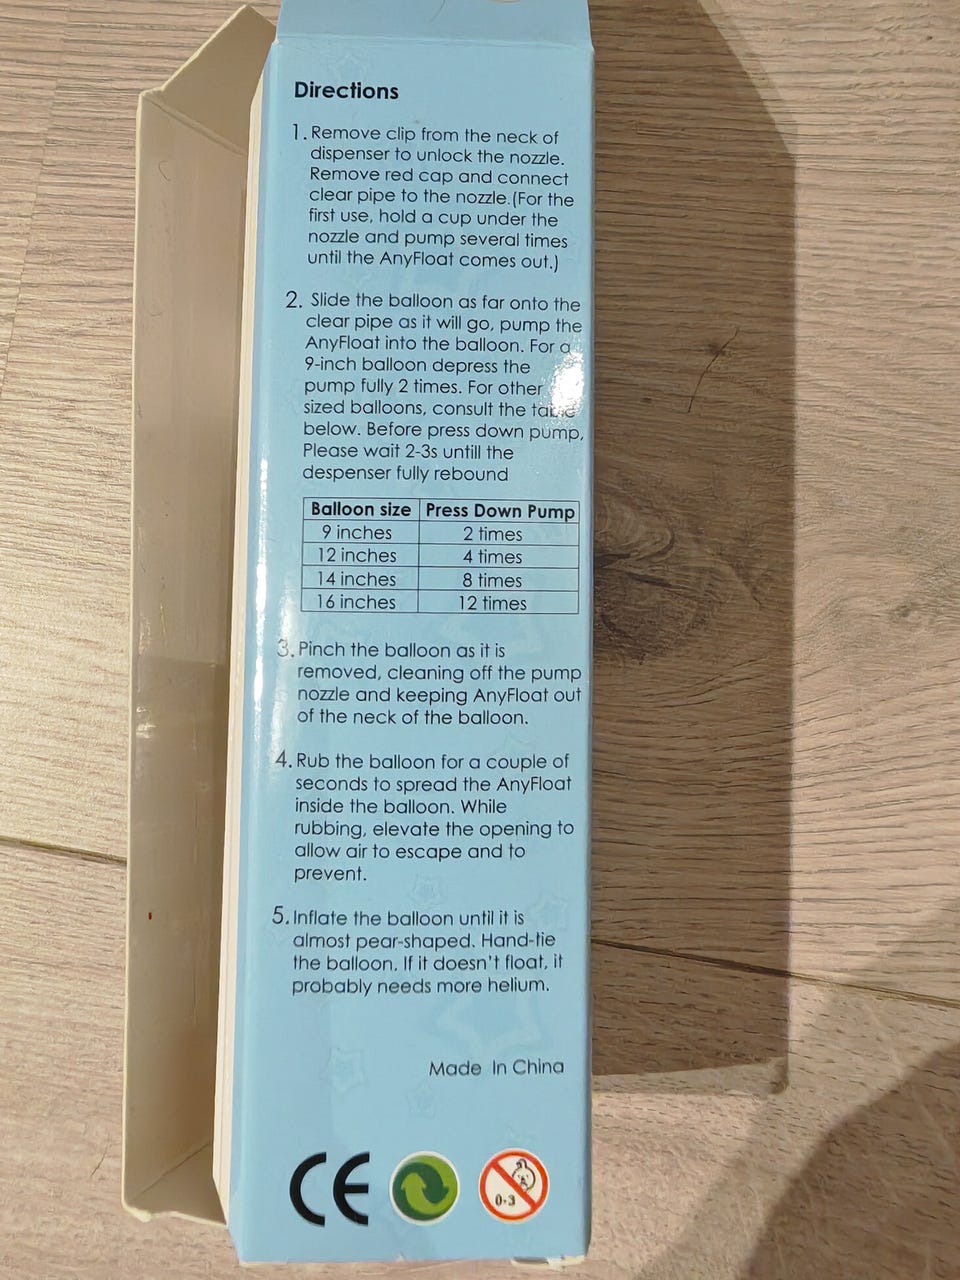 Directions
1. Remove clip from the neck of
dispenser to unlock the nozzle.
Remove red cap and connect
clear pipe to the nozzle.(For the
first use, hold a cup under the
nozzle and pump several times
until the AnyFloat comes out.)
2. Slide the balloon as far onto the
clear pipe as it will go, pump the
AnyFloat into the balloon. For a
9-inch balloon depress the
pump fully 2 times. For other
sized balloons, consult the table
below. Before press down pump,
Please wait 2-3s untill the
despenser fully rebound
Balloon size Press Down Pump
9 inches 2 times
12 inches 4 times
14 inches 8 times
16 inches 12 times
3. Pinch the balloon as it is
removed, cleaning off the pump
nozzle and keeping AnyFloat out
of the neck of the balloon.
4. Rub the balloon for a couple of
seconds to spread the AnyFloat
inside the balloon. While
rubbing, elevate the opening to
allow air to escape and to
prevent.
5. Inflate the balloon until it is
almost pear-shaped. Hand-tie
the balloon. If it doesn't float, it
probably needs more helium.
Made In China
CE
0-3